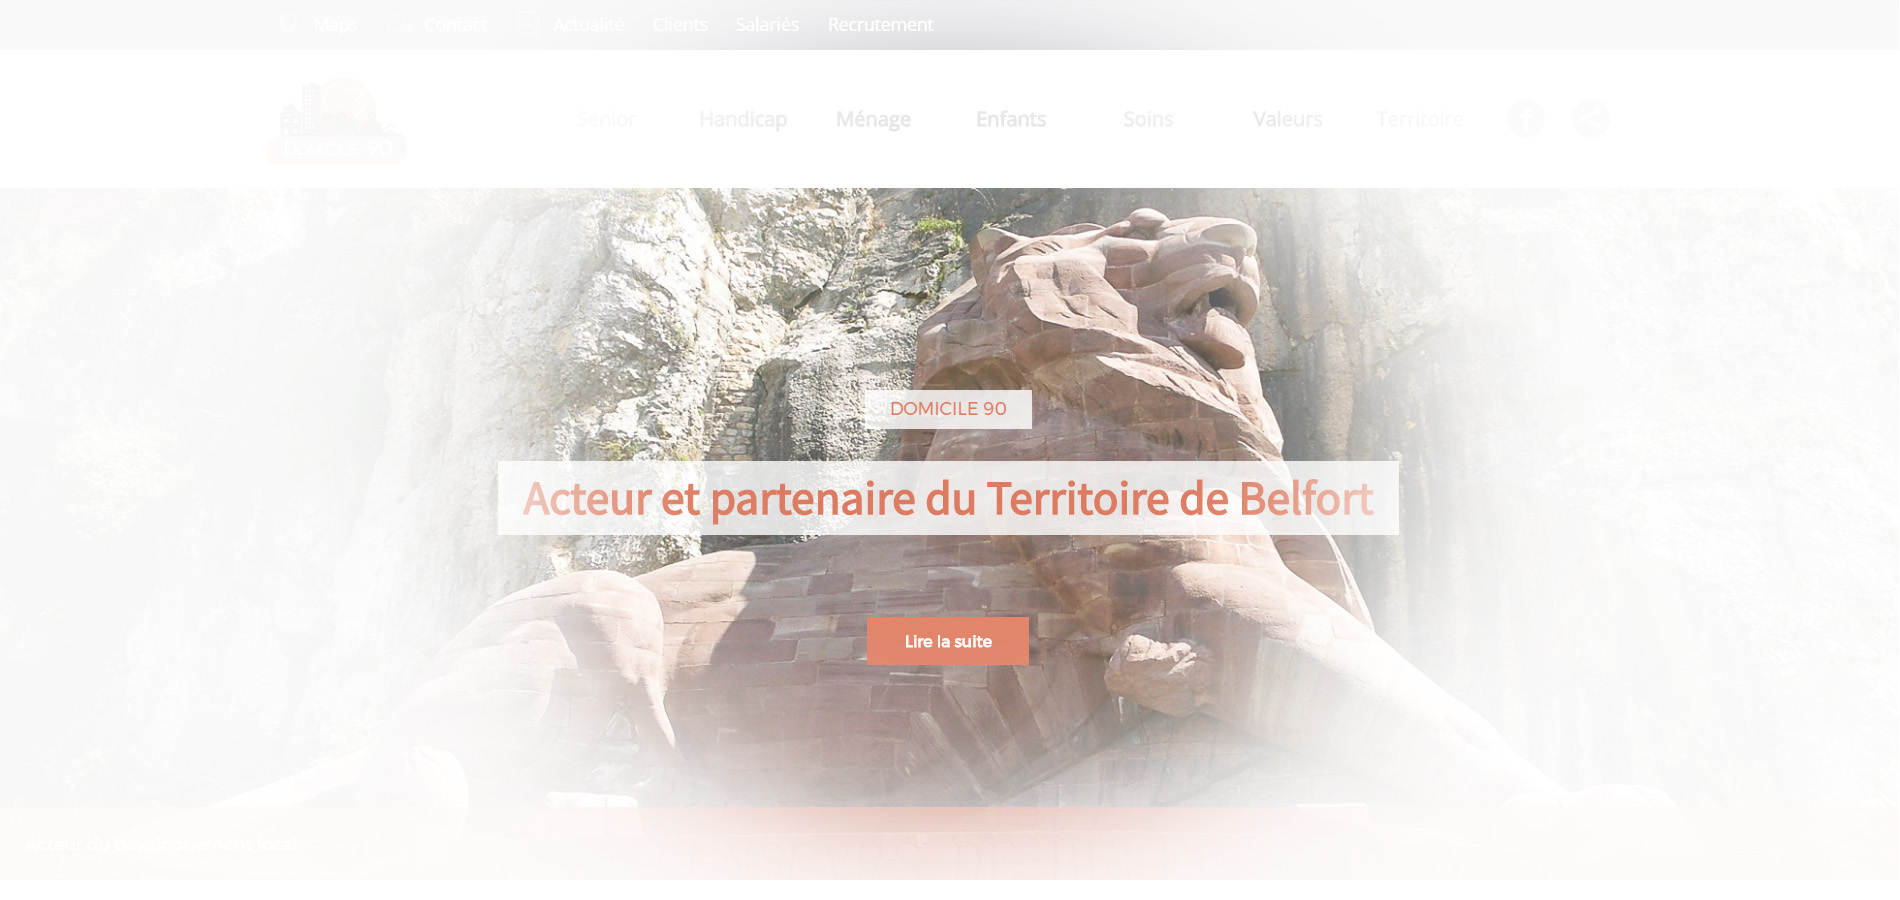 Maps Contact Actualité Clients Salariés Recrutement
DOMICILE 90
Senior Handicap Ménage Enfants Soins Valeurs Territoire
DOMICILE 90
Acteur et partenaire du Territoire de Belfort
Lire la suite
Acteur du développement local